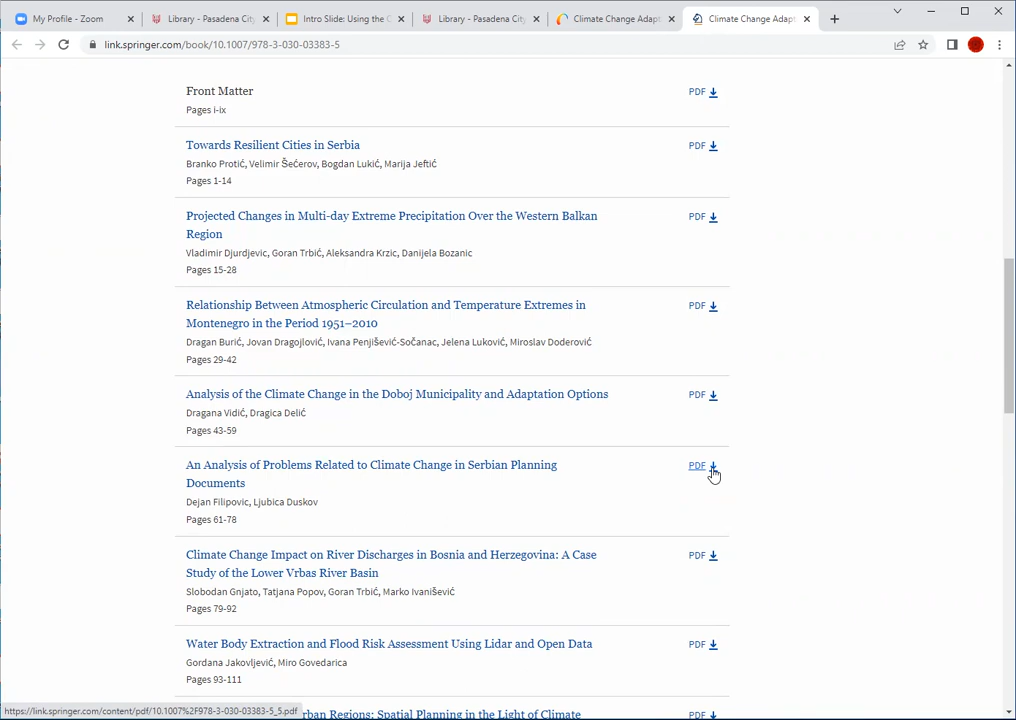 My Profile - Zoom
Library - Pasadena City
Intro Slide: Using the C
Library - Pasadena City
Climate Change Adapt
Climate Change Adapt
link.springer.com/book/10.1007/978-3-030-03383-5
Front Matter
PDF
Pages i-ix
Towards Resilient Cities in Serbia
PDF
Branko Protić, Velimir Šećerov, Bogdan Lukić, Marija Jeftić
Pages 1-14
Projected Changes in Multi-day Extreme Precipitation Over the Western Balkan
PDF
Region
Vladimir Djurdjevic, Goran Trbić, Aleksandra Krzic, Danijela Bozanic
Pages 15-28
Relationship Between Atmospheric Circulation and Temperature Extremes in
PDF
Montenegro in the Period 1951–2010
Dragan Burić, Jovan Dragojlović, Ivana Penjišević-Sočanac, Jelena Luković, Miroslav Doderović
Pages 29-42
Analysis of the Climate Change in the Doboj Municipality and Adaptation Options
PDF
Dragana Vidić, Dragica Delić
Pages 43-59
An Analysis of Problems Related to Climate Change in Serbian Planning
PDF
Documents
Dejan Filipovic, Ljubica Duskov
Pages 61-78
Climate Change Impact on River Discharges in Bosnia and Herzegovina: A Case
PDF
Study of the Lower Vrbas River Basin
Slobodan Gnjato, Tatjana Popov, Goran Trbić, Marko Ivanišević
Pages 79-92
Water Body Extraction and Flood Risk Assessment Using Lidar and Open Data
PDF
Gordana Jakovljević, Miro Govedarica
Pages 93-111
https://link.springer.com/content/pdf/10.1007%2F978-3-030-03383-5_5.pdf
rban Regions: Spatial Planning in the Light of Climate
PDF